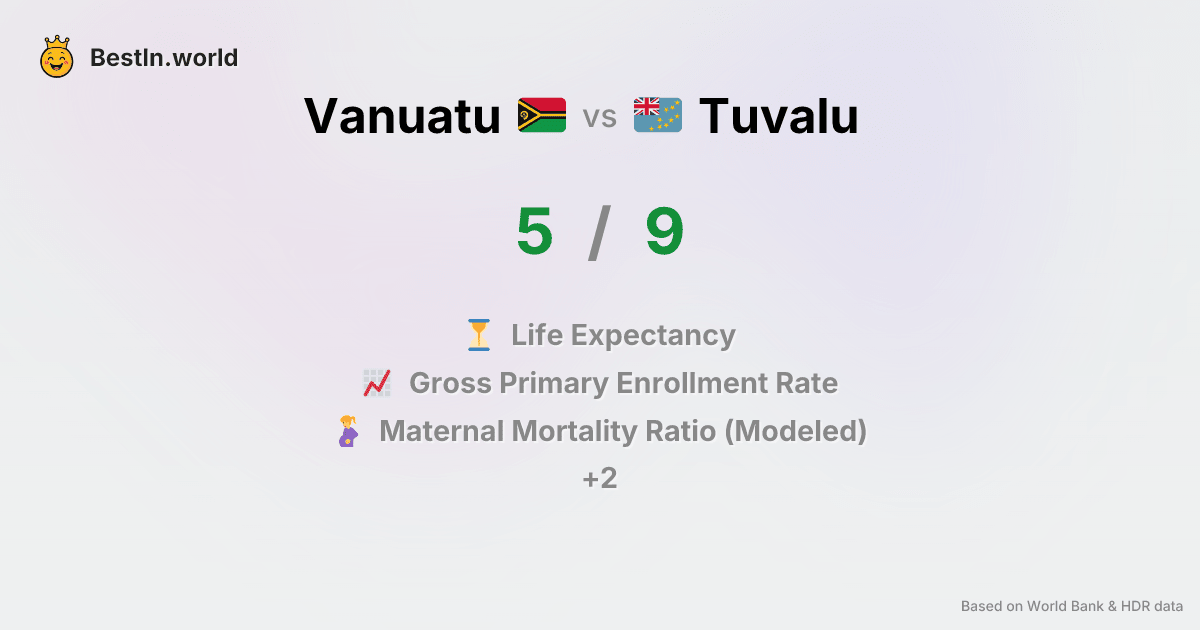 BestIn.world
Vanuatu vs Tuvalu
5 / 9
Life Expectancy
Gross Primary Enrollment Rate
Maternal Mortality Ratio (Modeled)
+2
Based on World Bank & HDR data